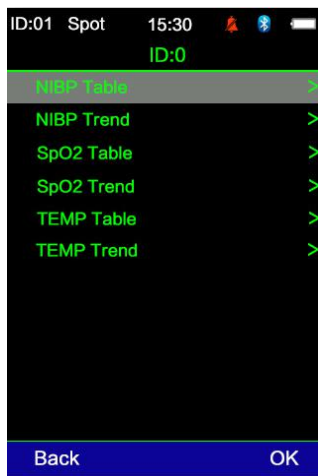 ID:01 Spot 15:30
ID:0
NIBP Table >
NIBP Trend >
SpO2 Table >
SpO2 Trend >
TEMP Table >
TEMP Trend >
Back OK